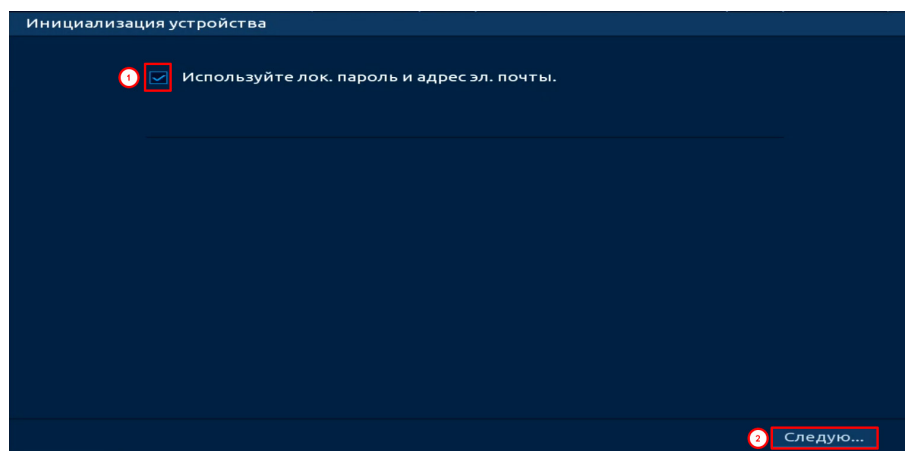 Инициализация устройства
1 Используйте лок. пароль и адрес эл. почты.
2 Следую...